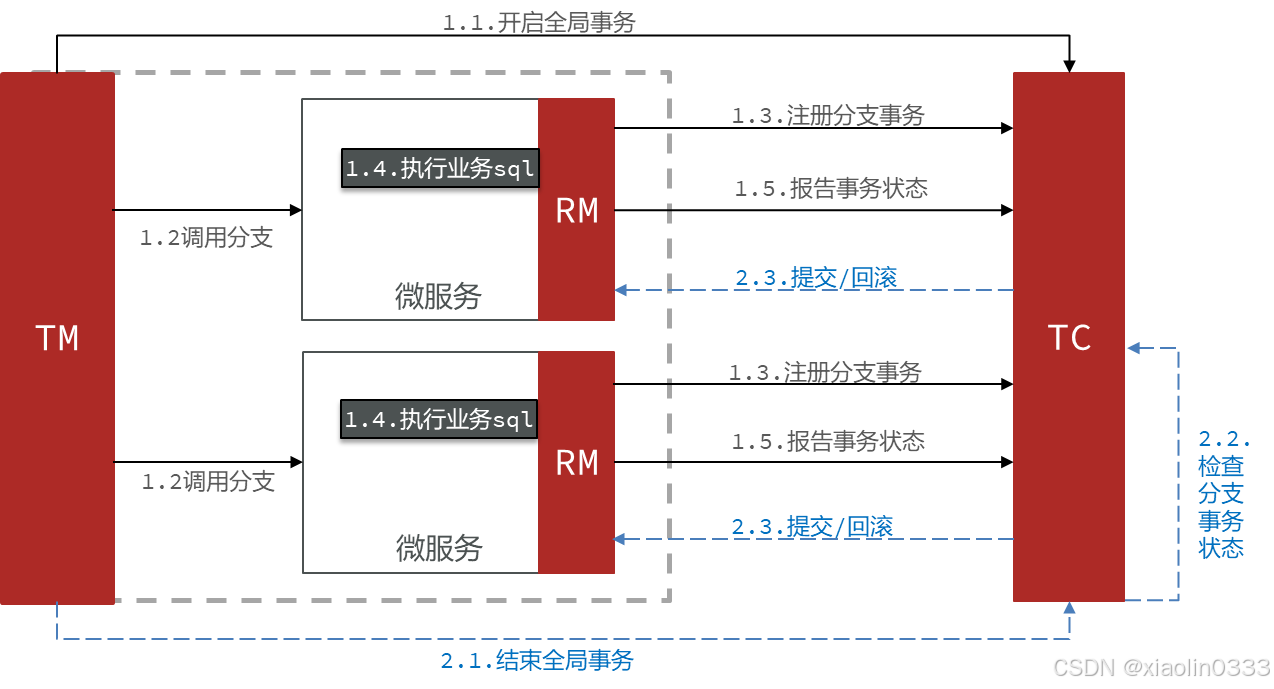 1.1.开启全局事务
1.3.注册分支事务
1.4.执行业务sql
1.5.报告事务状态
RM
1.2调用分支
2.3.提交/回滚
微服务
TM
TC
1.3.注册分支事务
1.4.执行业务sql
1.5.报告事务状态
RM
1.2调用分支
2.2.
检查
分支
事务
状态
2.3.提交/回滚
微服务
2.1.结束全局事务
CSDN @xiaolin0333